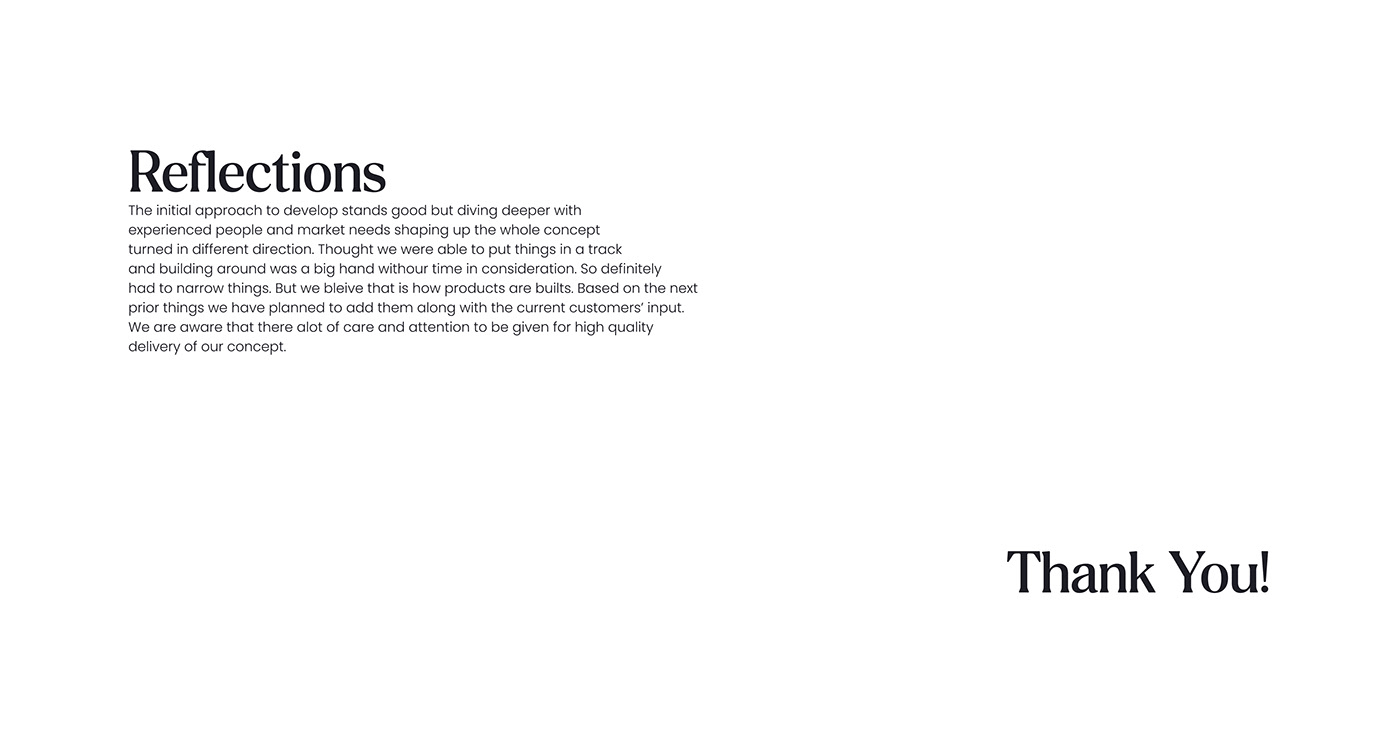 Reflections
The initial approach to develop stands good but diving deeper with
experienced people and market needs shaping up the whole concept
turned in different direction. Thought we were able to put things in a track
and building around was a big hand withour time in consideration. So definitely
had to narrow things. But we bleive that is how products are builts. Based on the next
prior things we have planned to add them along with the current customers’ input.
We are aware that there alot of care and attention to be given for high quality
delivery of our concept.
Thank You!